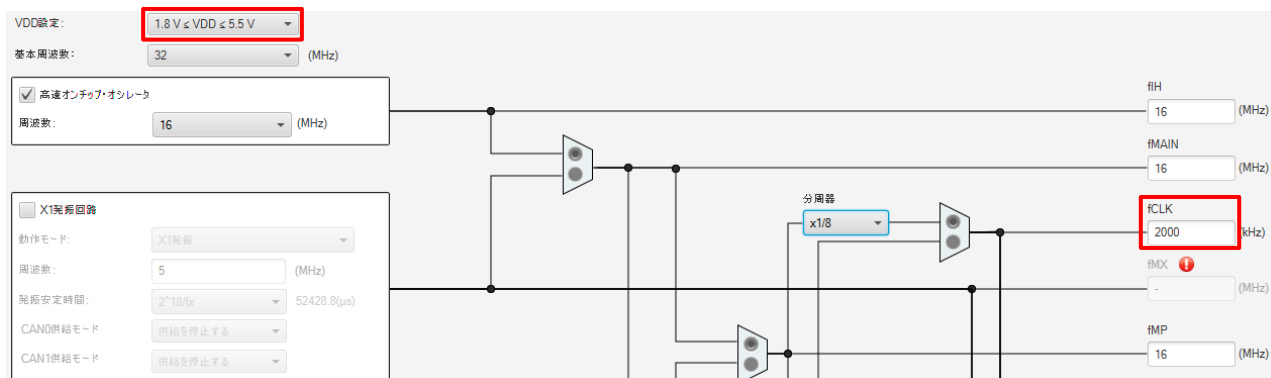 VDD設定: 1.8 V ≤ VDD ≤ 5.5 V
基本周波数: 32 (MHz)
高速オンチップ・オシレータ
周波数: 16 (MHz)
fIH
16 (MHz)
fMAIN
16 (MHz)
分周器
x1/8
fCLK
2000 (kHz)
fMX
- (MHz)
fMP
16 (MHz)
X1発振回路
動作モード: X1発振
周波数: 5 (MHz)
発振安定時間: 2^18/fx 52428.8(μs)
CAN0供給モード 供給を停止する
CAN1供給モード 供給を停止する